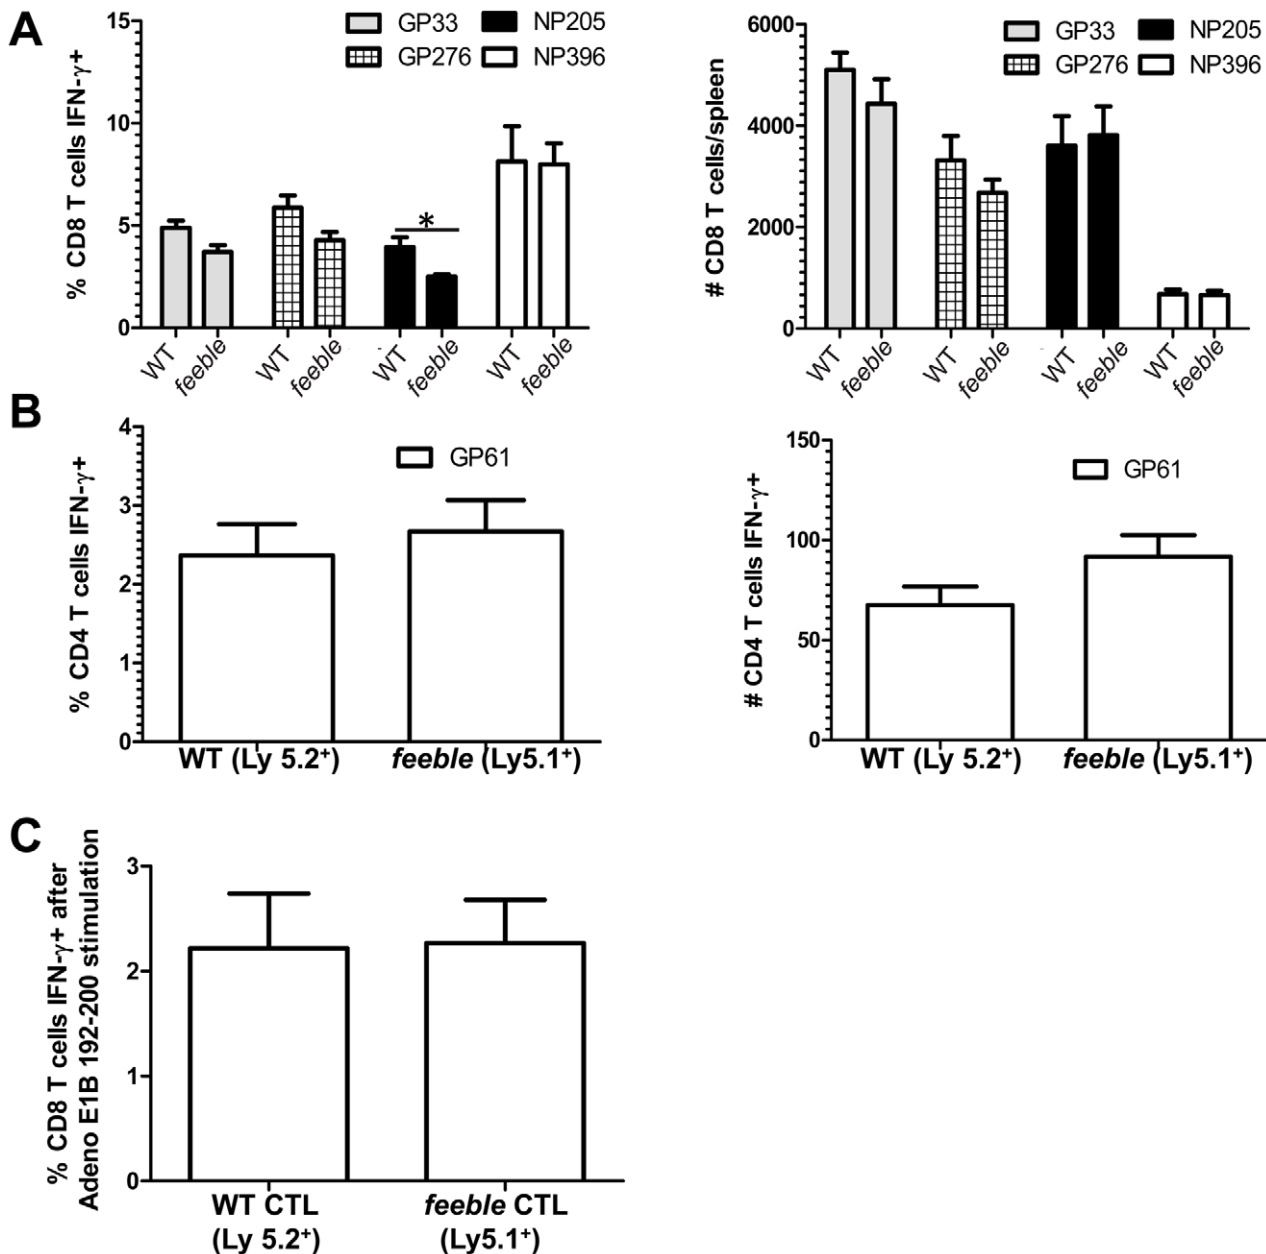 A
% CD8 T cells IFN-γ+
15
10
5
0
GP33
NP205
GP276
NP396
*
WT
feeble
WT
feeble
WT
feeble
WT
feeble
# CD8 T cells/spleen
6000
4000
2000
0
GP33
NP205
GP276
NP396
WT
feeble
WT
feeble
WT
feeble
WT
feeble
B
% CD4 T cells IFN-γ+
4
3
2
1
0
GP61
WT (Ly 5.2⁺)
feeble (Ly5.1⁺)
# CD4 T cells IFN-γ+
150
100
50
0
GP61
WT (Ly 5.2⁺)
feeble (Ly5.1⁺)
C
% CD8 T cells IFN-γ+ after
Adeno E1B 192-200 stimulation
3
2
1
0
WT CTL
(Ly 5.2⁺)
feeble CTL
(Ly5.1⁺)